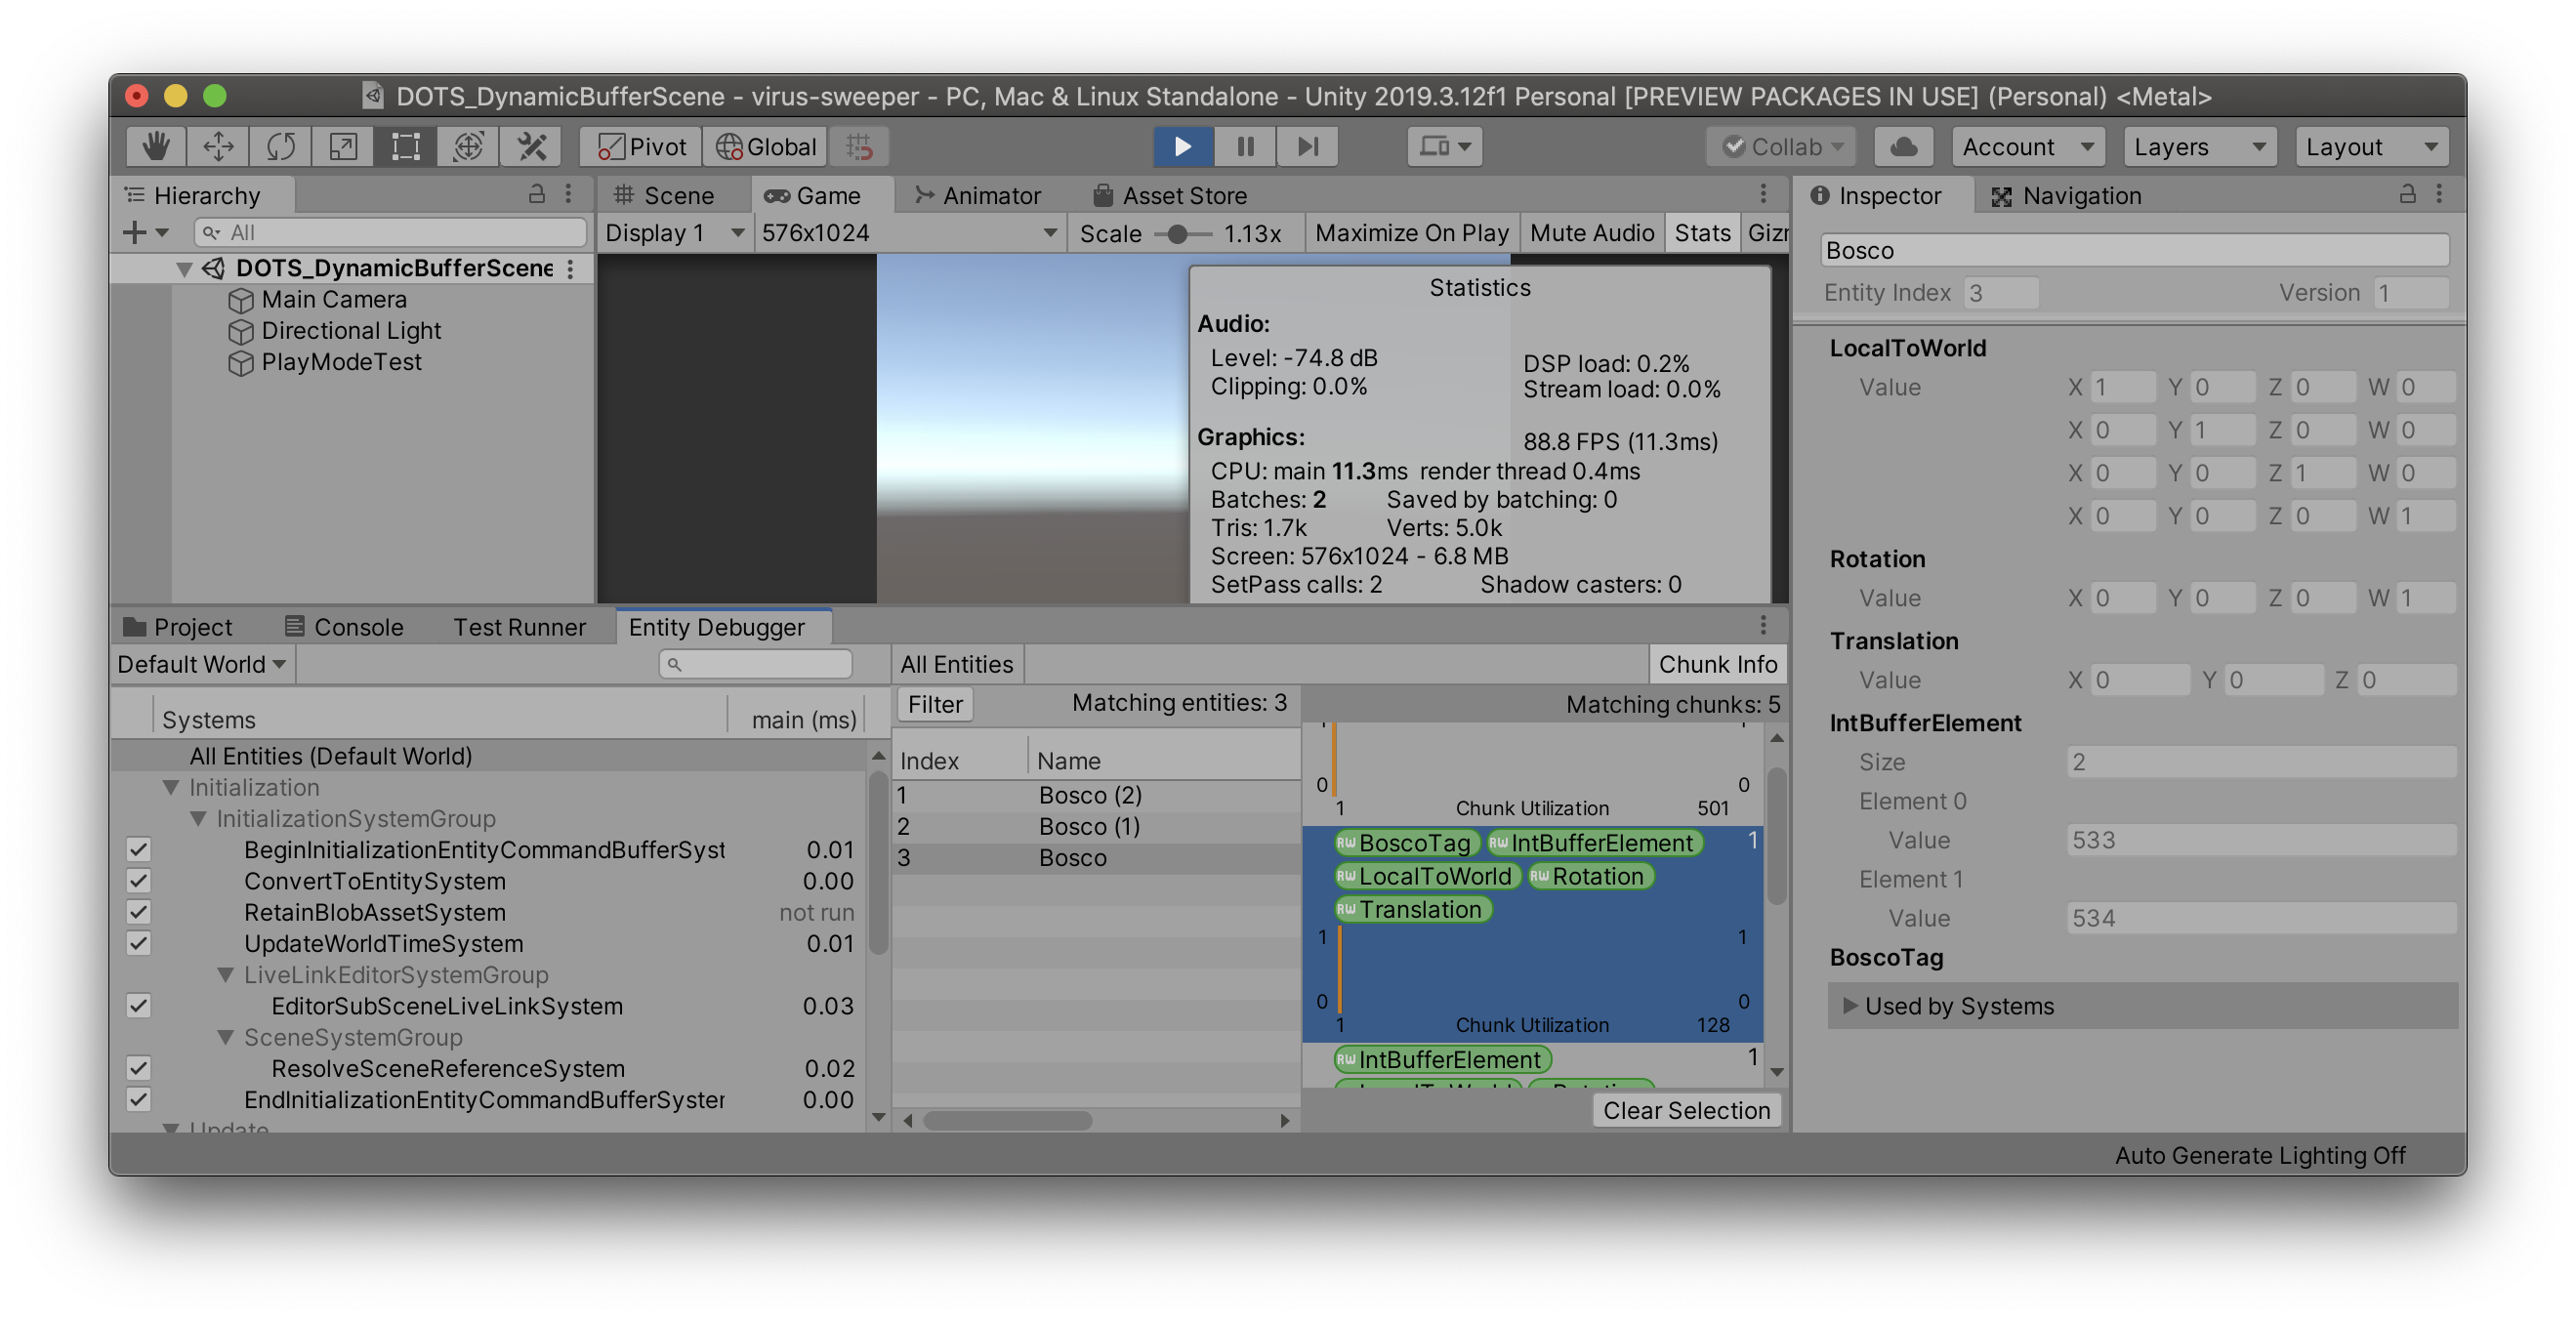 DOTS_DynamicBufferScene - virus-sweeper - PC, Mac & Linux Standalone - Unity 2019.3.12f1 Personal [PREVIEW PACKAGES IN USE] (Personal) <Metal>
Pivot Global Collab Account Layers Layout
Hierarchy
All
DOTS_DynamicBufferScene
Main Camera
Directional Light
PlayModeTest
Scene Game Animator Asset Store
Display 1 576x1024 Scale 1.13x Maximize On Play Mute Audio Stats Giz
Statistics
Audio:
Level: -74.8 dB DSP load: 0.2%
Clipping: 0.0% Stream load: 0.0%
Graphics: 88.8 FPS (11.3ms)
CPU: main 11.3ms render thread 0.4ms
Batches: 2 Saved by batching: 0
Tris: 1.7k Verts: 5.0k
Screen: 576x1024 - 6.8 MB
SetPass calls: 2 Shadow casters: 0
Project Console Test Runner Entity Debugger
Default World
Systems main (ms)
All Entities (Default World)
Initialization
InitializationSystemGroup
BeginInitializationEntityCommandBufferSyst 0.01
ConvertToEntitySystem 0.00
RetainBlobAssetSystem not run
UpdateWorldTimeSystem 0.01
LiveLinkEditorSystemGroup
EditorSubSceneLiveLinkSystem 0.03
SceneSystemGroup
ResolveSceneReferenceSystem 0.02
EndInitializationEntityCommandBufferSyster 0.00
Update
All Entities Chunk Info
Filter Matching entities: 3
Index Name
1 Bosco (2)
2 Bosco (1)
3 Bosco
Matching chunks: 5
0 0
1 Chunk Utilization 501
RW BoscoTag RW IntBufferElement 1
RW LocalToWorld RW Rotation
RW Translation
1 1
0 0
1 Chunk Utilization 128
RW IntBufferElement 1
LocalToWorld Rotation
Clear Selection
Inspector Navigation
Bosco
Entity Index 3 Version 1
LocalToWorld
Value X 1 Y 0 Z 0 W 0
X 0 Y 1 Z 0 W 0
X 0 Y 0 Z 1 W 0
X 0 Y 0 Z 0 W 1
Rotation
Value X 0 Y 0 Z 0 W 1
Translation
Value X 0 Y 0 Z 0
IntBufferElement
Size 2
Element 0
Value 533
Element 1
Value 534
BoscoTag
Used by Systems
Auto Generate Lighting Off